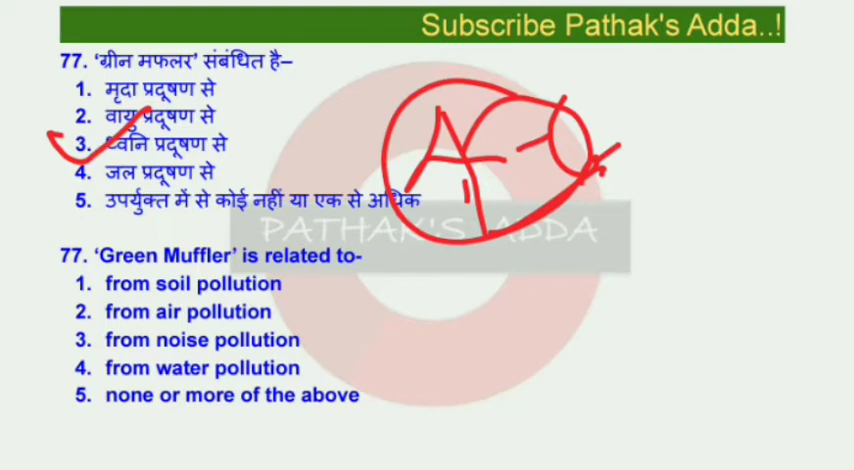 Subscribe Pathak's Adda..!
77. ‘ग्रीन मफलर’ संबंधित है–
1. मृदा प्रदूषण से
2. वायु प्रदूषण से
3. ध्वनि प्रदूषण से
4. जल प्रदूषण से
5. उपर्युक्त में से कोई नहीं या एक से अधिक
PATHAK'S ADDA
77. ‘Green Muffler’ is related to-
1. from soil pollution
2. from air pollution
3. from noise pollution
4. from water pollution
5. none or more of the above